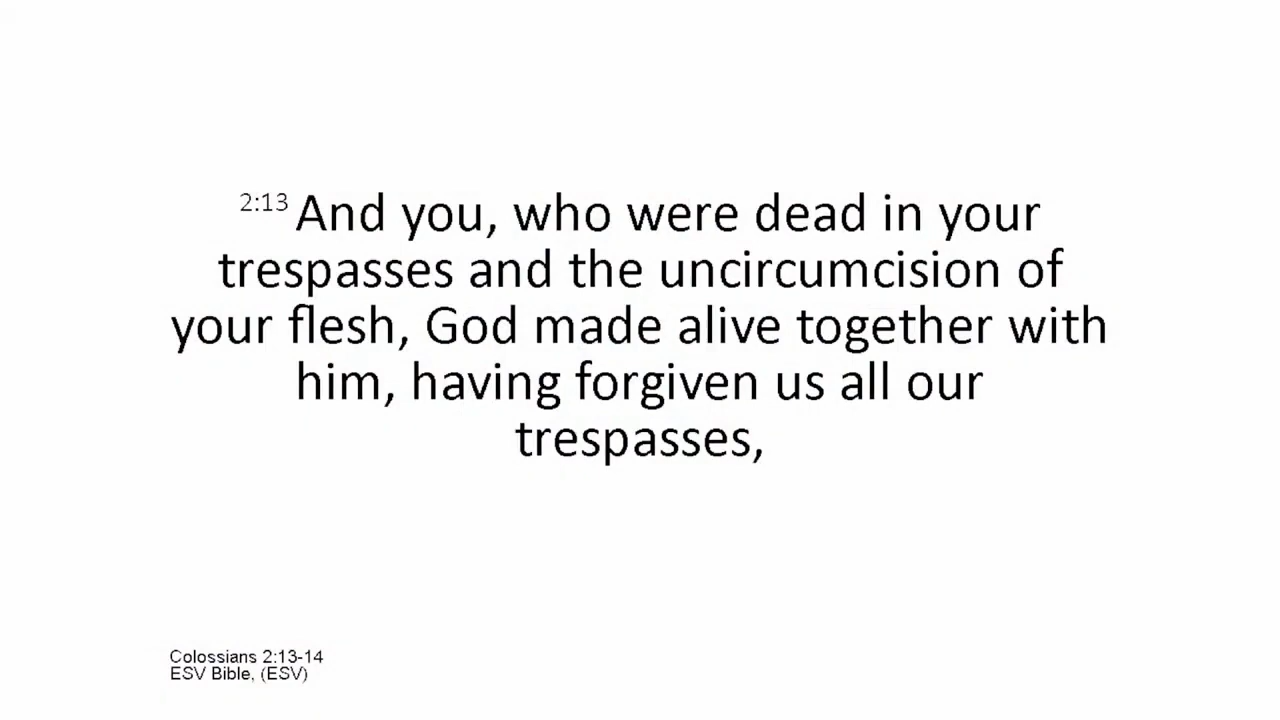 2:13 And you, who were dead in your
trespasses and the uncircumcision of
your flesh, God made alive together with
him, having forgiven us all our
trespasses,
Colossians 2:13-14
ESV Bible, (ESV)